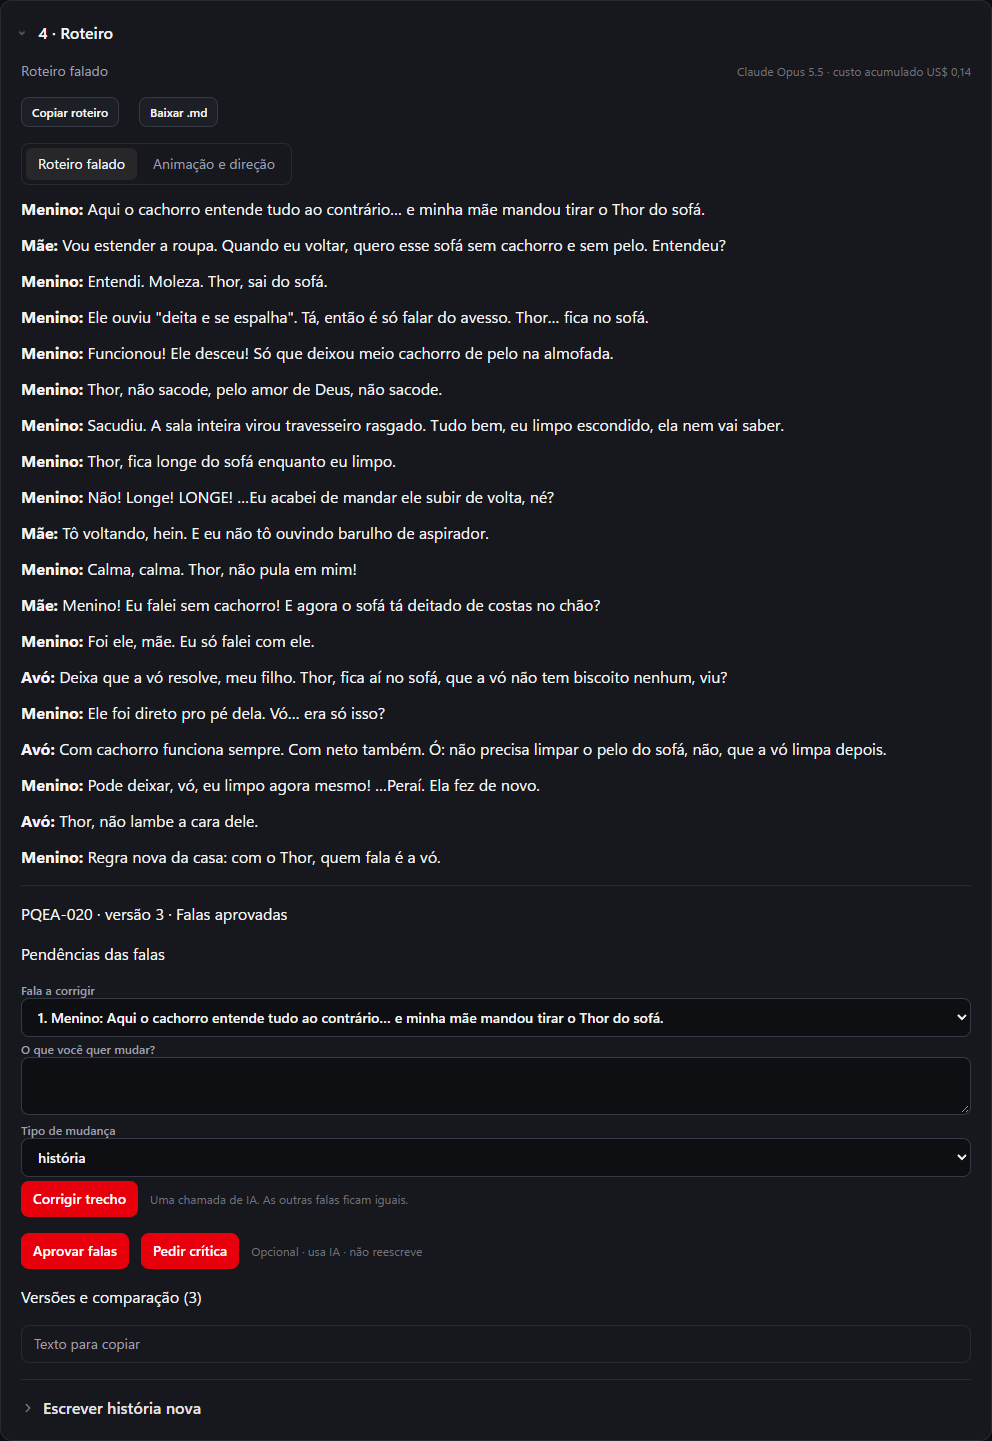 4 · Roteiro
Roteiro falado
Claude Opus 5.5 · custo acumulado US$ 0,14
Copiar roteiro
Baixar .md
Roteiro falado
Animação e direção
Menino: Aqui o cachorro entende tudo ao contrário... e minha mãe mandou tirar o Thor do sofá.
Mãe: Vou estender a roupa. Quando eu voltar, quero esse sofá sem cachorro e sem pelo. Entendeu?
Menino: Entendi. Moleza. Thor, sai do sofá.
Menino: Ele ouviu "deita e se espalha". Tá, então é só falar do avesso. Thor... fica no sofá.
Menino: Funcionou! Ele desceu! Só que deixou meio cachorro de pelo na almofada.
Menino: Thor, não sacode, pelo amor de Deus, não sacode.
Menino: Sacudiu. A sala inteira virou travesseiro rasgado. Tudo bem, eu limpo escondido, ela nem vai saber.
Menino: Thor, fica longe do sofá enquanto eu limpo.
Menino: Não! Longe! LONGE! ...Eu acabei de mandar ele subir de volta, né?
Mãe: Tô voltando, hein. E eu não tô ouvindo barulho de aspirador.
Menino: Calma, calma. Thor, não pula em mim!
Mãe: Menino! Eu falei sem cachorro! E agora o sofá tá deitado de costas no chão?
Menino: Foi ele, mãe. Eu só falei com ele.
Avó: Deixa que a vó resolve, meu filho. Thor, fica aí no sofá, que a vó não tem biscoito nenhum, viu?
Menino: Ele foi direto pro pé dela. Vó... era só isso?
Avó: Com cachorro funciona sempre. Com neto também. Ó: não precisa limpar o pelo do sofá, não, que a vó limpa depois.
Menino: Pode deixar, vó, eu limpo agora mesmo! ...Peraí. Ela fez de novo.
Avó: Thor, não lambe a cara dele.
Menino: Regra nova da casa: com o Thor, quem fala é a vó.
PQEA-020 · versão 3 · Falas aprovadas
Pendências das falas
Fala a corrigir
1. Menino: Aqui o cachorro entende tudo ao contrário... e minha mãe mandou tirar o Thor do sofá.
O que você quer mudar?
Tipo de mudança
história
Corrigir trecho
Uma chamada de IA. As outras falas ficam iguais.
Aprovar falas
Pedir crítica
Opcional · usa IA · não reescreve
Versões e comparação (3)
Texto para copiar
Escrever história nova